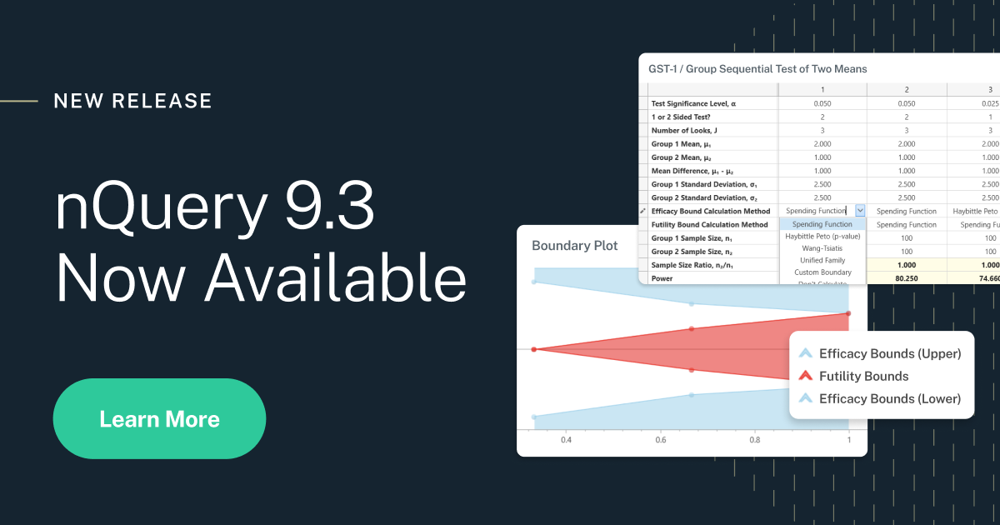 NEW RELEASE
nQuery 9.3
Now Available
Learn More
GST-1 / Group Sequential Test of Two Means
1 2 3
Test Significance Level, α 0.050 0.050 0.025
1 or 2 Sided Test? 2 2 1
Number of Looks, J 3 3 3
Group 1 Mean, μ₁ 2.000 2.000 2.000
Group 2 Mean, μ₂ 1.000 1.000 1.000
Mean Difference, μ₁ - μ₂ 1.000 1.000 1.000
Group 1 Standard Deviation, σ₁ 2.500 2.500 2.500
Group 2 Standard Deviation, σ₂ 2.500 2.500 2.500
Efficacy Bound Calculation Method Spending Function Spending Function Haybittle Peto
Futility Bound Calculation Method Spending Function Spending Function Spending Fu
Group 1 Sample Size, n₁ Haybittle Peto (p-value) 100 100
Group 2 Sample Size, n₂ Wang-Tsiatis 100 100
Unified Family
Sample Size Ratio, n₂/n₁ Custom Boundary 1.000 1.000
Power Don't Calculate 80.250 74.660
Boundary Plot
Efficacy Bounds (Upper)
Futility Bounds
Efficacy Bounds (Lower)
0.4 0.6 0.8 1